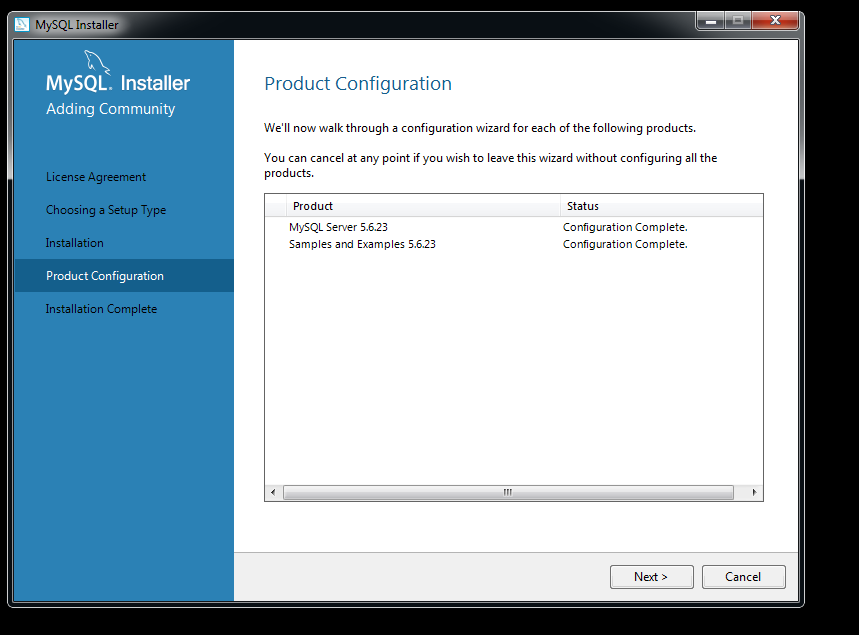 MySQL Installer
MySQL. Installer
Adding Community
License Agreement
Choosing a Setup Type
Installation
Product Configuration
Installation Complete
Product Configuration
We'll now walk through a configuration wizard for each of the following products.
You can cancel at any point if you wish to leave this wizard without configuring all the
products.
Product Status
MySQL Server 5.6.23 Configuration Complete.
Samples and Examples 5.6.23 Configuration Complete.
Next > Cancel